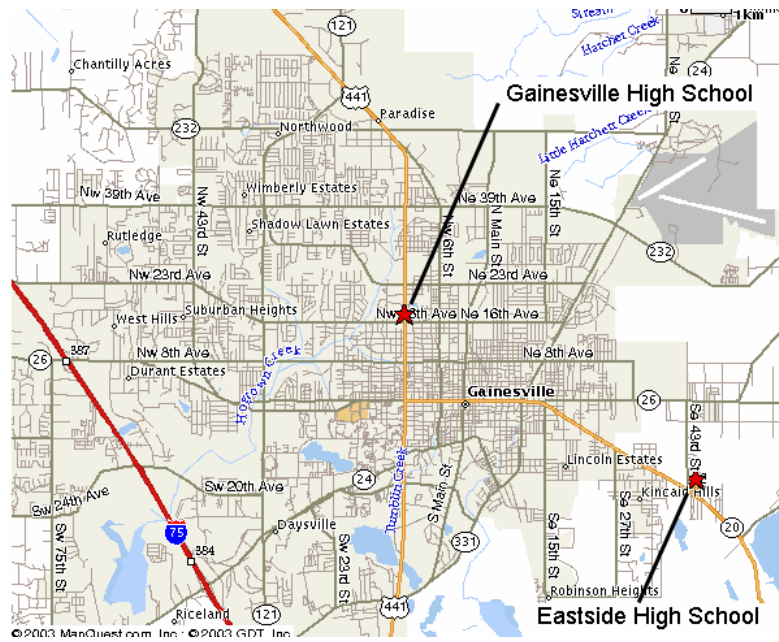 1km
Stream
121
Hatchet Creek
Ne
Chantilly Acres
24
441
Gainesville High School
Paradise
St
232
Northwood
Little Hatchett Creek
Nw 39th Ave
Wimberly Estates
Ne 39th Ave
Nw 43rd St
Nw 6th St
N Main St
Ne 15th St
Shadow Lawn Estates
Rutledge
232
Nw 23rd Ave
Ne 23rd Ave
Suburban Heights
West Hills
Ne 16th Ave
387
Nw 8th Ave
Ne 8th Ave
26
Durant Estates
Hogtown Creek
Gainesville
26
Se 43rd St
Lincoln Estates
24
Sw 20th Ave
Sw 24th Ave
Tumblin Creek
S Main St
Kincaid Hills
75
Daysville
Sw 75th St
Sw 23rd St
331
Se 15th St
Se 27th St
20
384
Robinson Heights
Riceland
121
441
Eastside High School
©2003 MapQuest.com, Inc.; ©2003 GDT, Inc.